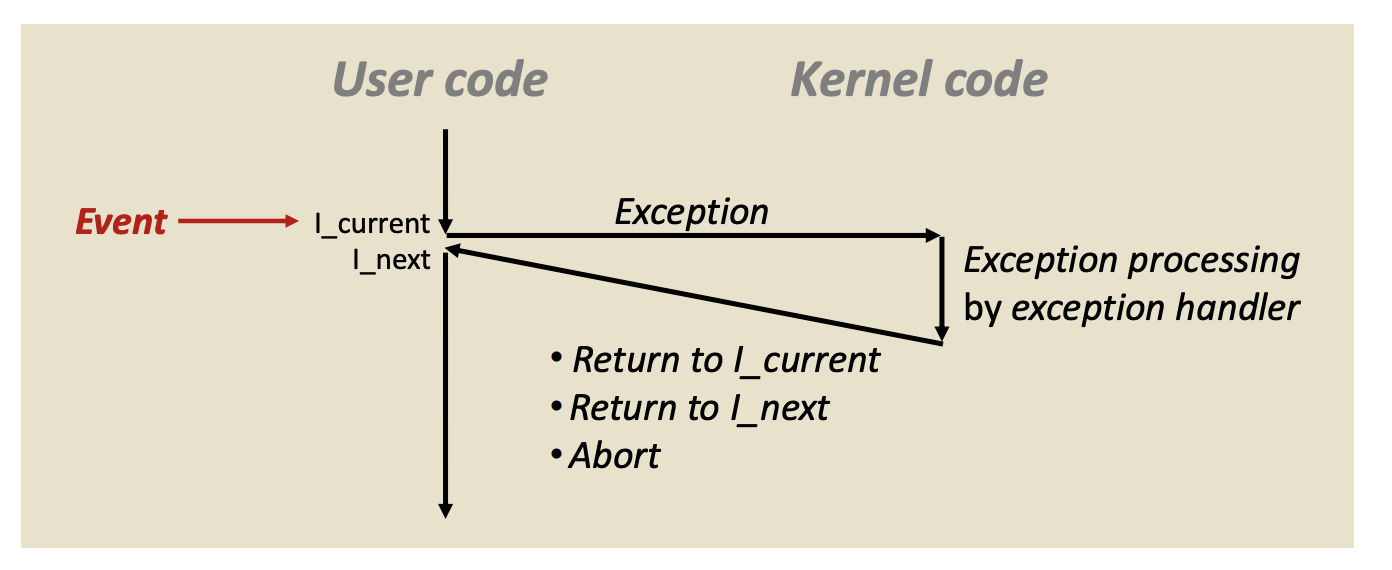 User code
Kernel code
Event
I_current
Exception
I_next
Exception processing
by exception handler
• Return to I_current
• Return to I_next
• Abort